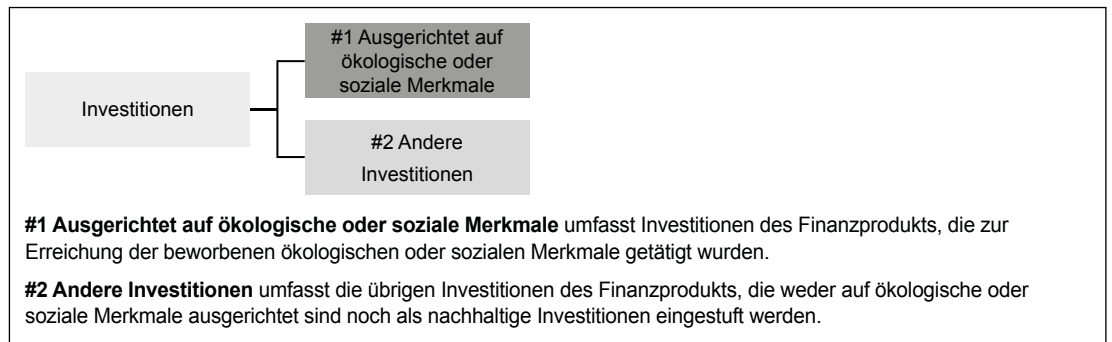 #1 Ausgerichtet auf
ökologische oder
soziale Merkmale
Investitionen
#2 Andere
Investitionen
#1 Ausgerichtet auf ökologische oder soziale Merkmale umfasst Investitionen des Finanzprodukts, die zur
Erreichung der beworbenen ökologischen oder sozialen Merkmale getätigt wurden.
#2 Andere Investitionen umfasst die übrigen Investitionen des Finanzprodukts, die weder auf ökologische oder
soziale Merkmale ausgerichtet sind noch als nachhaltige Investitionen eingestuft werden.